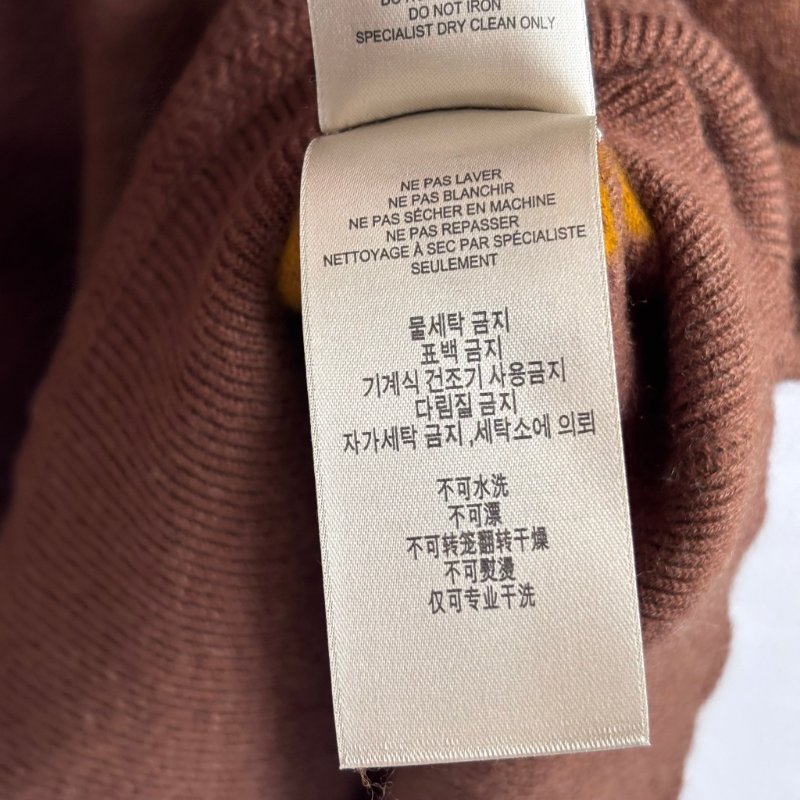 DO NOT IRON
SPECIALIST DRY CLEAN ONLY
NE PAS LAVER
NE PAS BLANCHIR
NE PAS SÉCHER EN MACHINE
NE PAS REPASSER
NETTOYAGE À SEC PAR SPÉCIALISTE
SEULEMENT
물세탁 금지
표백 금지
기계식 건조기 사용금지
다림질 금지
자가세탁 금지 ,세탁소에 의뢰
不可水洗
不可漂
不可转笼翻转干燥
不可熨烫
仅可专业干洗